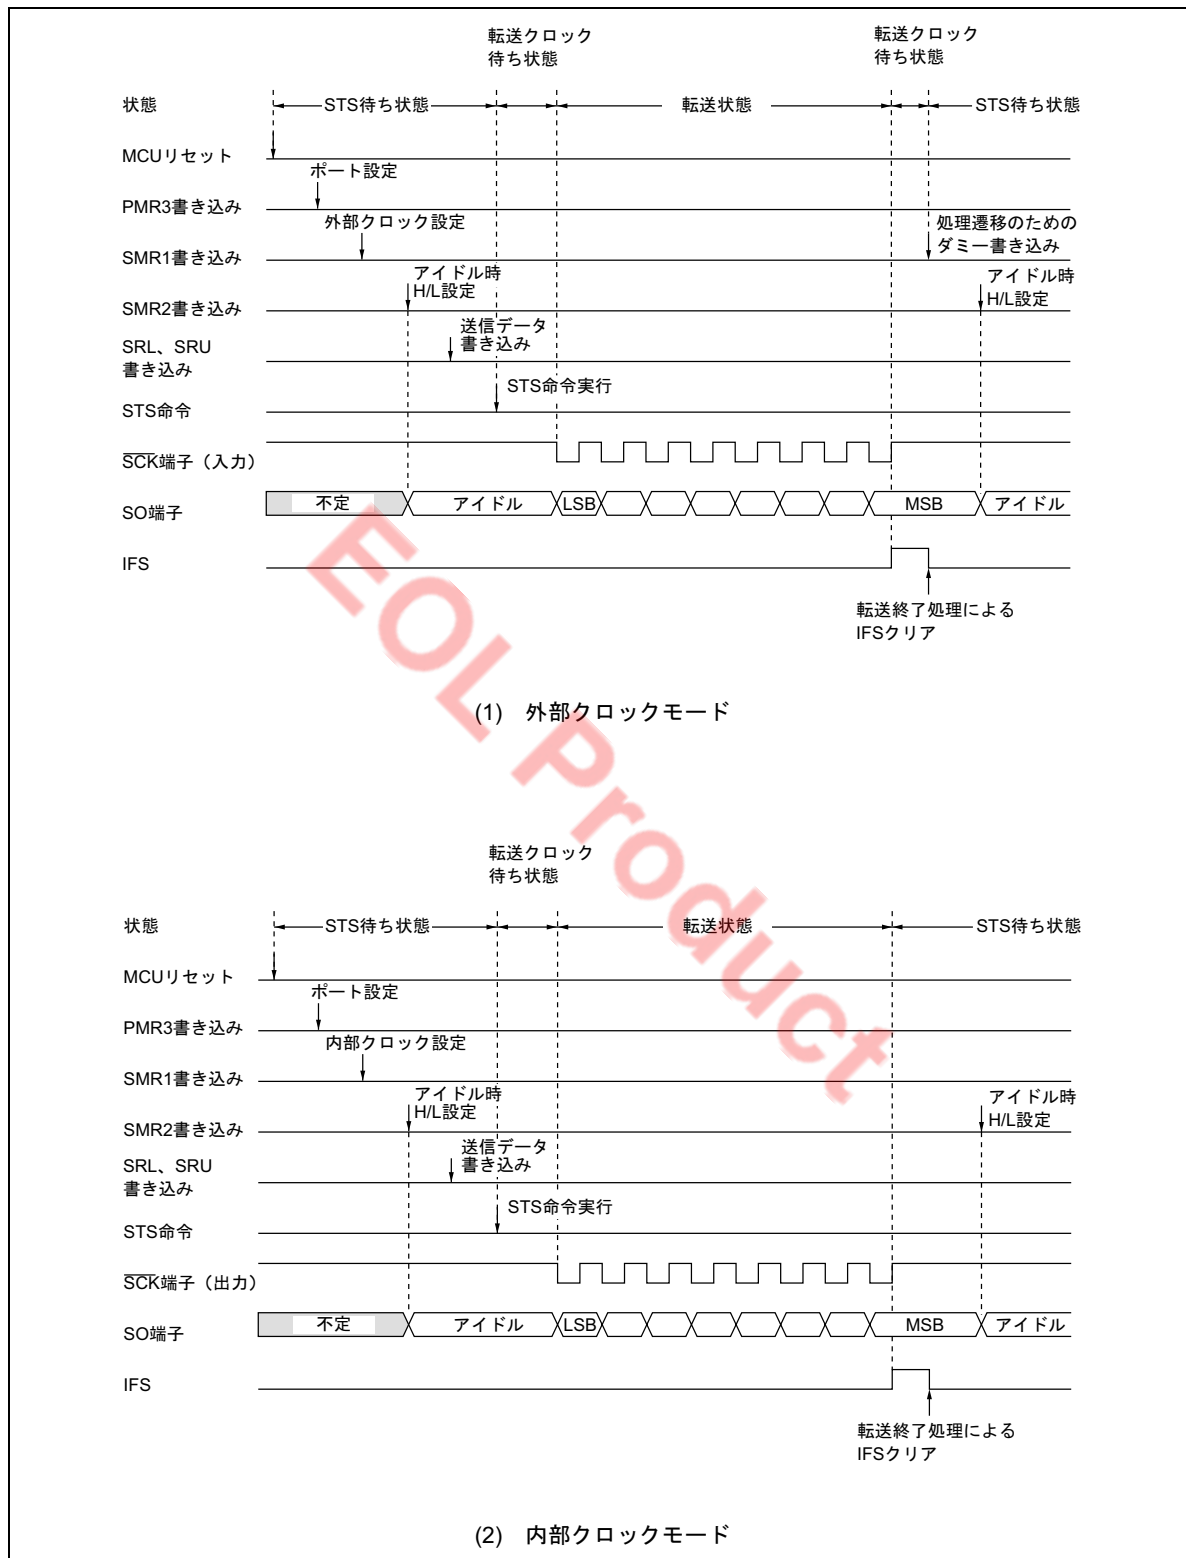 転送クロック
待ち状態
転送クロック
待ち状態
状態
STS待ち状態
転送状態
STS待ち状態
MCUリセット
ポート設定
PMR3書き込み
外部クロック設定
処理遷移のための
ダミー書き込み
SMR1書き込み
アイドル時
H/L設定
アイドル時
H/L設定
SMR2書き込み
送信データ
書き込み
SRL、SRU
書き込み
STS命令実行
STS命令
SCK端子（入力）
SO端子
不定
アイドル
LSB
MSB
アイドル
IFS
転送終了処理による
IFSクリア
(1) 外部クロックモード
転送クロック
待ち状態
状態
STS待ち状態
転送状態
STS待ち状態
MCUリセット
ポート設定
PMR3書き込み
内部クロック設定
SMR1書き込み
アイドル時
H/L設定
アイドル時
H/L設定
SMR2書き込み
送信データ
書き込み
SRL、SRU
書き込み
STS命令実行
STS命令
SCK端子（出力）
SO端子
不定
アイドル
LSB
MSB
アイドル
IFS
転送終了処理による
IFSクリア
(2) 内部クロックモード
EOL Product